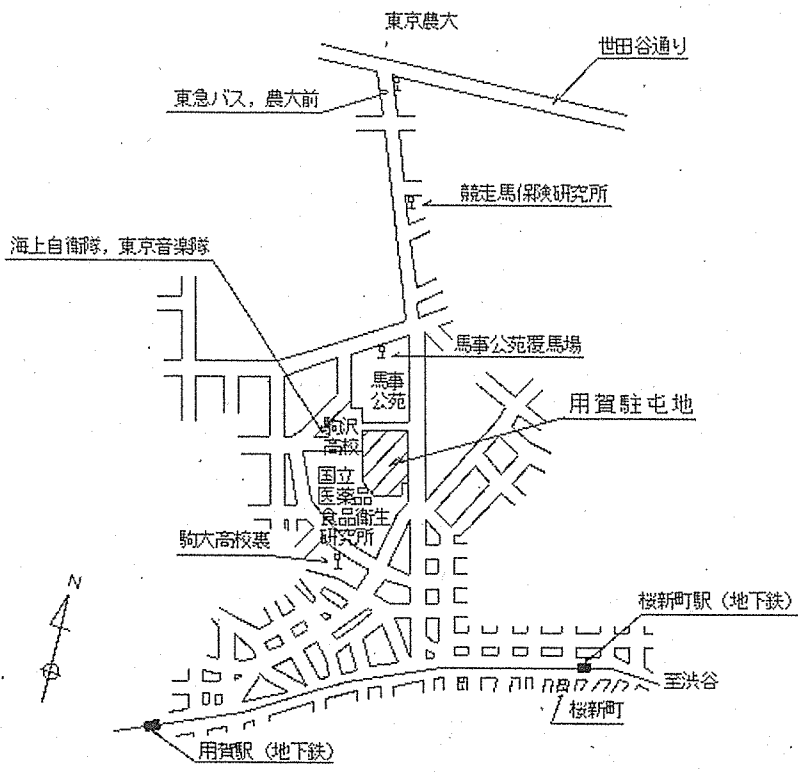 東京農大
世田谷通り
東急バス，農大前
競走馬保険研究所
海上自衛隊，東京音楽隊
馬事公苑覆馬場
馬事
公苑
用賀駐屯地
駒沢
高校
国立
医薬品
食品衛生
研究所
駒大高校裏
N
桜新町駅（地下鉄）
至渋谷
桜新町
用賀駅（地下鉄）